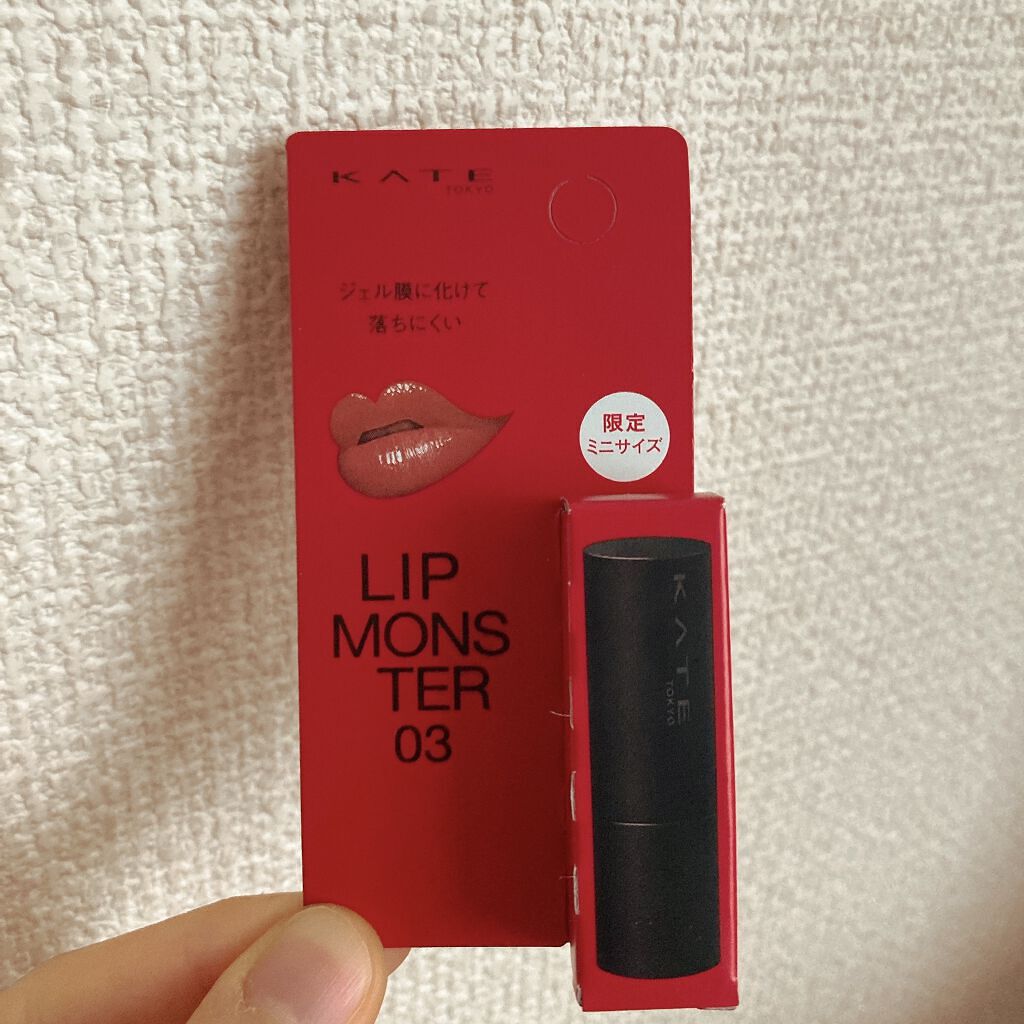 KATE
TOKYO
ジェル膜に化けて
落ちにくい
限定
ミニサイズ
LIP
MONS
TER
03
KATE
TOKYO